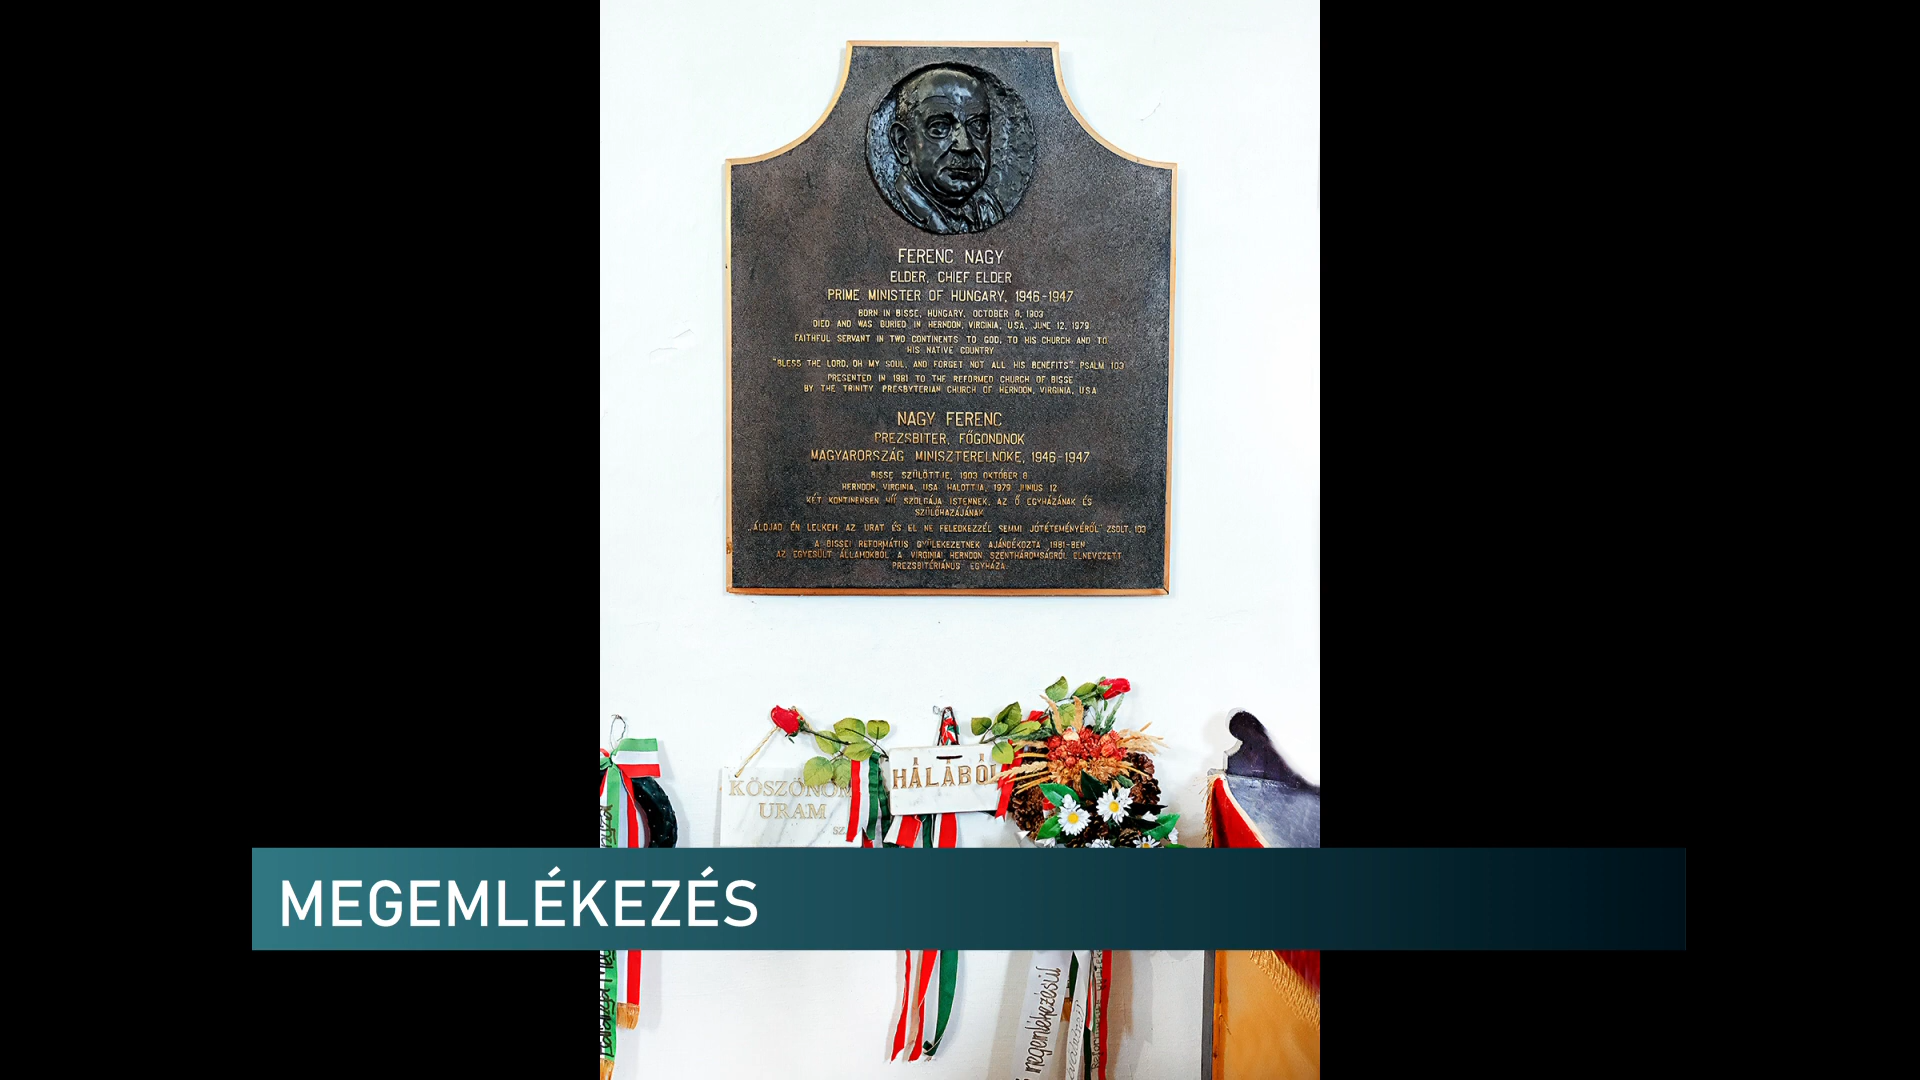 FERENC NAGY
ELDER, CHIEF ELDER
PRIME MINISTER OF HUNGARY, 1946-1947
BORN IN BISSE, HUNGARY, OCTOBER 8, 1903
DIED AND WAS BURIED IN HERNDON, VIRGINIA, USA, JUNE 12, 1979
FAITHFUL SERVANT IN TWO CONTINENTS TO GOD, TO HIS CHURCH AND TO
HIS NATIVE COUNTRY
"BLESS THE LORD, OH MY SOUL, AND FORGET NOT ALL HIS BENEFITS" PSALM 103
PRESENTED IN 1981 TO THE REFORMED CHURCH OF BISSE
BY THE TRINITY PRESBYTERIAN CHURCH OF HERNDON, VIRGINIA, USA
NAGY FERENC
PREZSBITER, FŐGONDNOK
MAGYARORSZÁG MINISZTERELNÖKE, 1946-1947
BISSE SZÜLÖTTJE, 1903 OKTÓBER 8
HERNDON, VIRGINIA, USA HALOTTJA, 1979 JUNIUS 12
KÉT KONTINENSEN HŰ SZOLGÁJA ISTENNEK, AZ Ő EGYHÁZÁNAK ÉS
SZÜLŐHAZÁJÁNAK
„ÁLDJAD ÉN LELKEM AZ URAT ÉS EL NE FELEDKEZZÉL SEMMI JÓTÉTEMÉNYÉRŐL" ZSOLT. 103
A BISSEI REFORMÁTUS GYÜLEKEZETNEK AJÁNDÉKOZTA 1981-BEN
AZ EGYESÜLT ÁLLAMOKBÓL A VIRGINIAI HERNDON SZENTHÁROMSÁGRÓL ELNEVEZETT
PREZSBITERIÁNUS EGYHÁZA.
HÁLÁBÓL
KÖSZÖNÖM
URAM
SZ.
MEGEMLÉKEZÉS
megemlékezésül